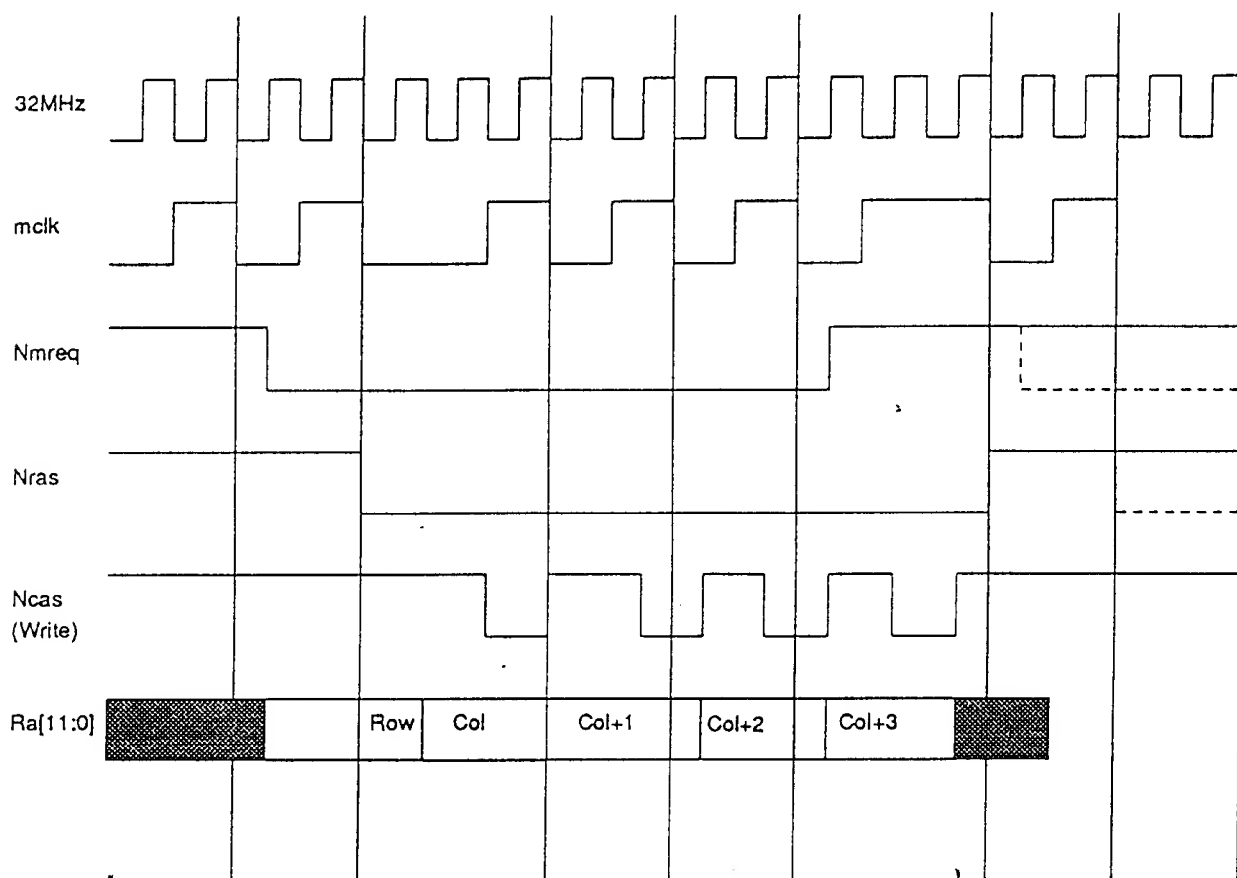 32MHz
mclk
Nmreq
Nras
Ncas
(Write)
Ra[11:0] Row Col Col+1 Col+2 Col+3